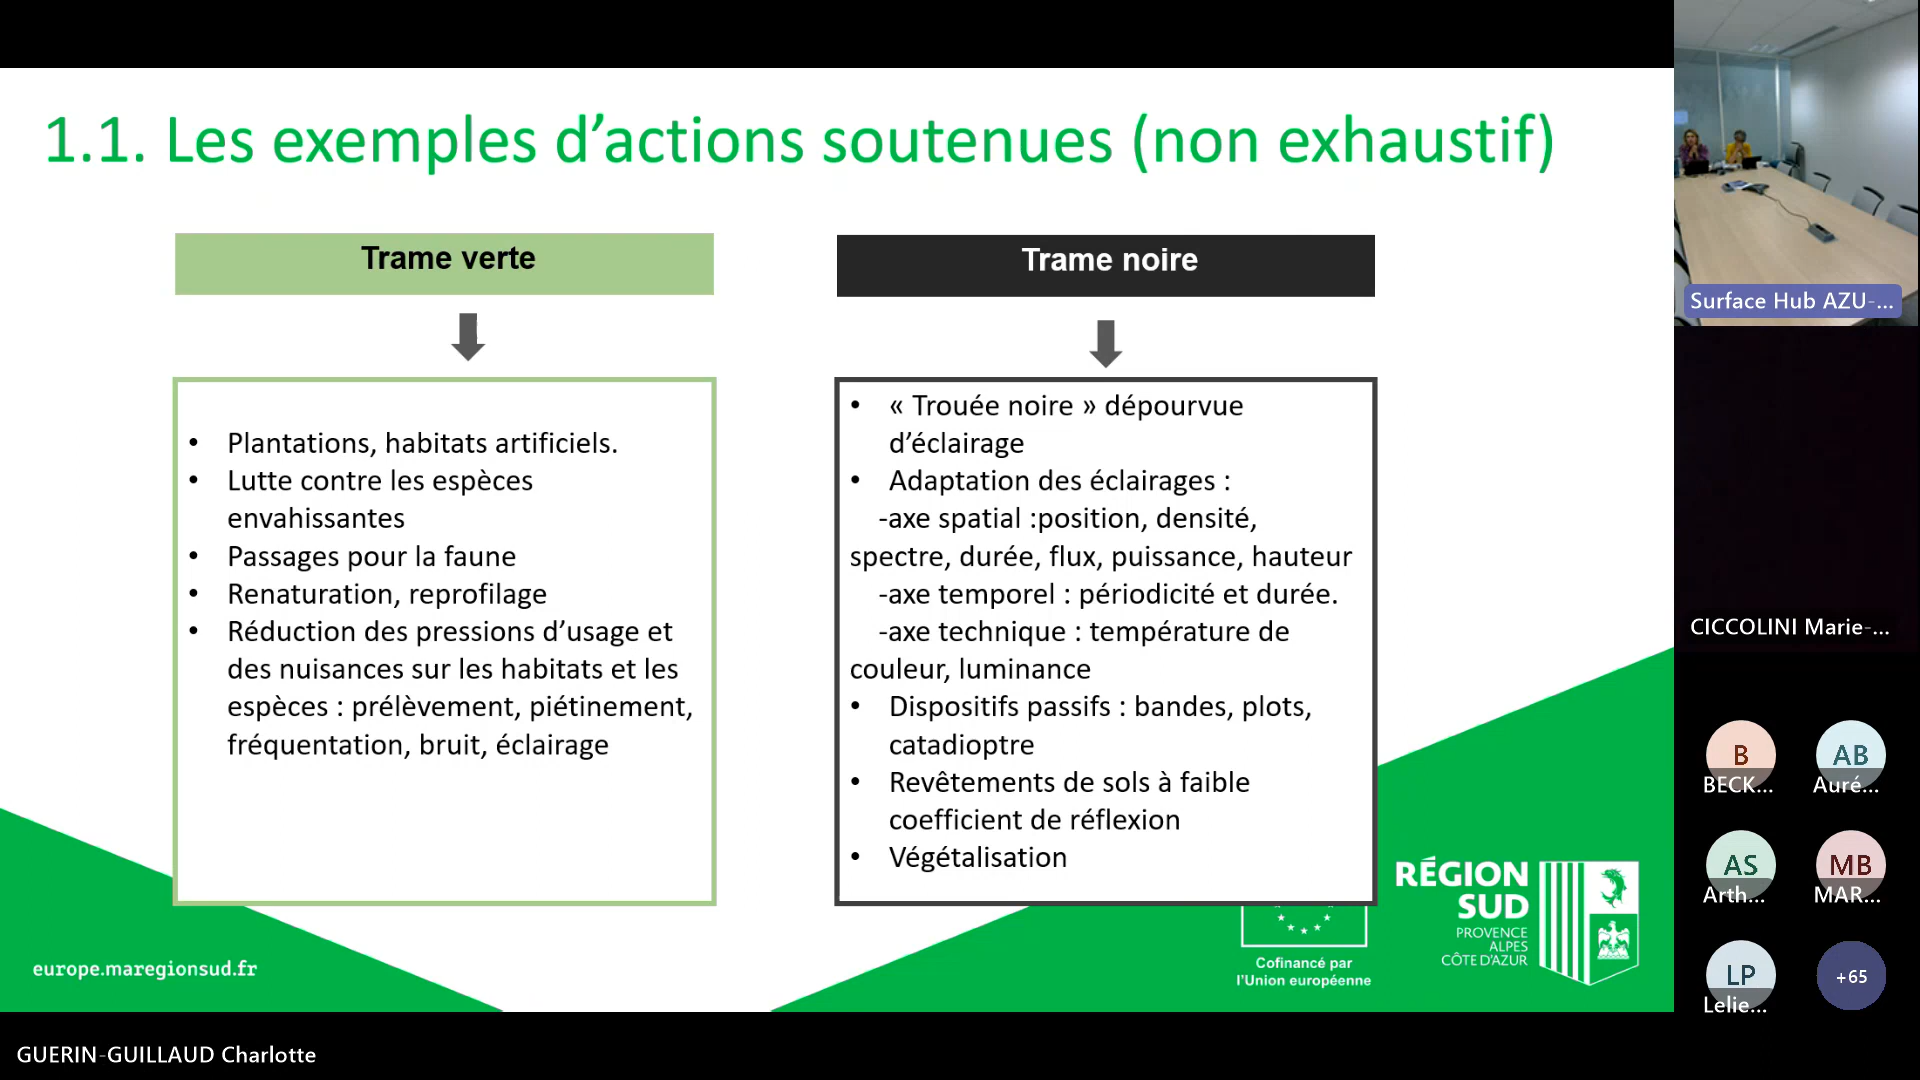 1.1. Les exemples d’actions soutenues (non exhaustif)
Trame verte
• Plantations, habitats artificiels.
• Lutte contre les espèces
envahissantes
• Passages pour la faune
• Renaturation, reprofilage
• Réduction des pressions d’usage et
des nuisances sur les habitats et les
espèces : prélèvement, piétinement,
fréquentation, bruit, éclairage
Trame noire
• « Trouée noire » dépourvue
d’éclairage
• Adaptation des éclairages :
-axe spatial :position, densité,
spectre, durée, flux, puissance, hauteur
-axe temporel : périodicité et durée.
-axe technique : température de
couleur, luminance
• Dispositifs passifs : bandes, plots,
catadioptre
• Revêtements de sols à faible
coefficient de réflexion
• Végétalisation
europe.maregionsud.fr
Cofinancé par
l’Union européenne
RÉGION
SUD
PROVENCE
ALPES
CÔTE D’AZUR
Surface Hub AZU-...
CICCOLINI Marie-...
B
BECK...
AB
Auré...
AS
Arth...
MB
MAR...
LP
Lelie...
+65
GUERIN-GUILLAUD Charlotte